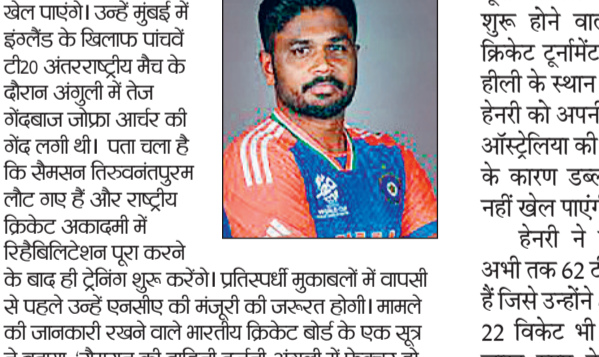 खेल पाएंगे। उन्हें मुंबई में
इंग्लैंड के खिलाफ पांचवें
टी20 अंतरराष्ट्रीय मैच के
दौरान अंगुली में तेज
गेंदबाज जोफ्रा आर्चर की
गेंद लगी थी। पता चला है
कि सैमसन तिरुवनंतपुरम
लौट गए हैं और राष्ट्रीय
क्रिकेट अकादमी में
रिहैबिलिटेशन पूरा करने
के बाद ही ट्रेनिंग शुरू करेंगे। प्रतिस्पर्धी मुकाबलों में वापसी
से पहले उन्हें एनसीए की मंजूरी की जरूरत होगी। मामले
की जानकारी रखने वाले भारतीय क्रिकेट बोर्ड के एक सूत्र
WORLD CUP
शुरू होने
क्रिकेट टूर्नामेंट
हीली के स्थान
हेनरी को
ऑस्ट्रेलिया की
के कारण
नहीं खेल
हेनरी ने
अभी तक 62
हैं जिसे उन्होंने
22 विकेट भी